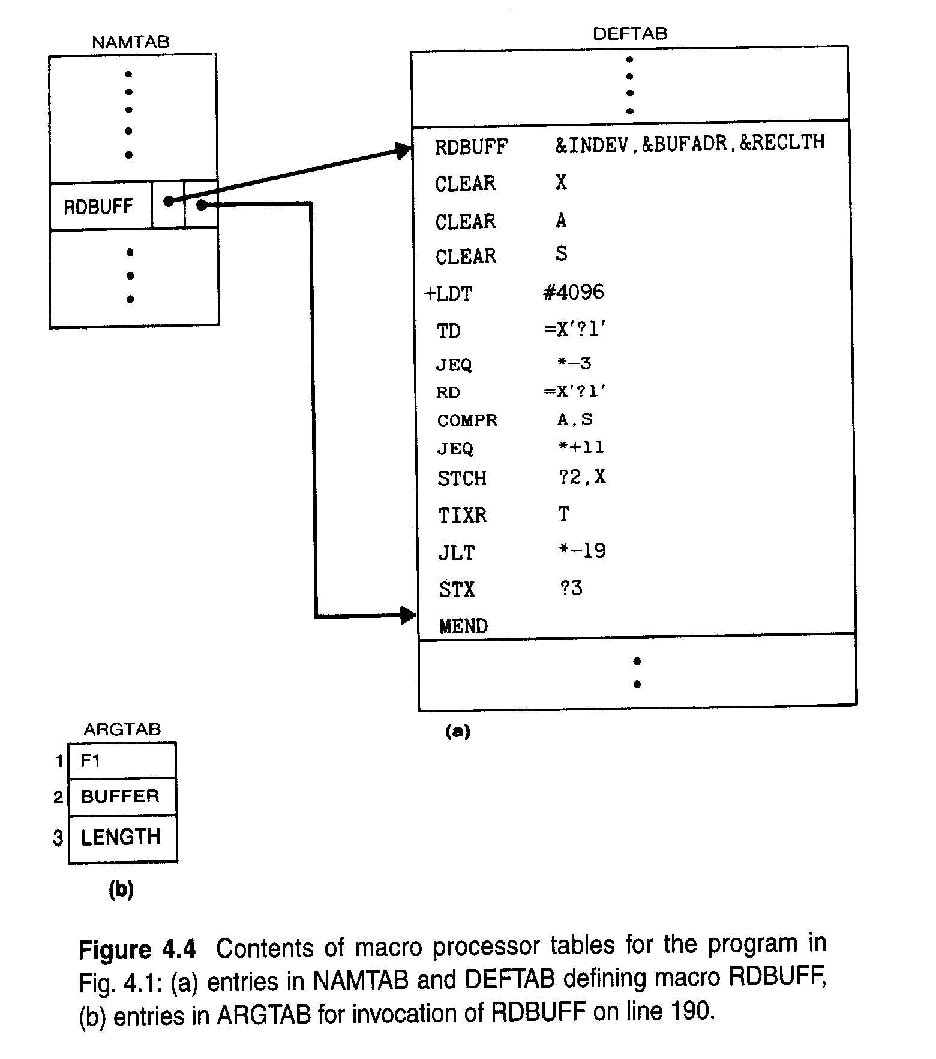 NAMTAB
RDBUFF
DEFTAB
RDBUFF &INDEV,&BUFADR,&RECLTH
CLEAR X
CLEAR A
CLEAR S
+LDT #4096
TD =X'?1'
JEQ *−3
RD =X'?1'
COMPR A,S
JEQ *+11
STCH ?2,X
TIXR T
JLT *−19
STX ?3
MEND
(a)
ARGTAB
1 F1
2 BUFFER
3 LENGTH
(b)
Figure 4.4 Contents of macro processor tables for the program in
Fig. 4.1: (a) entries in NAMTAB and DEFTAB defining macro RDBUFF,
(b) entries in ARGTAB for invocation of RDBUFF on line 190.